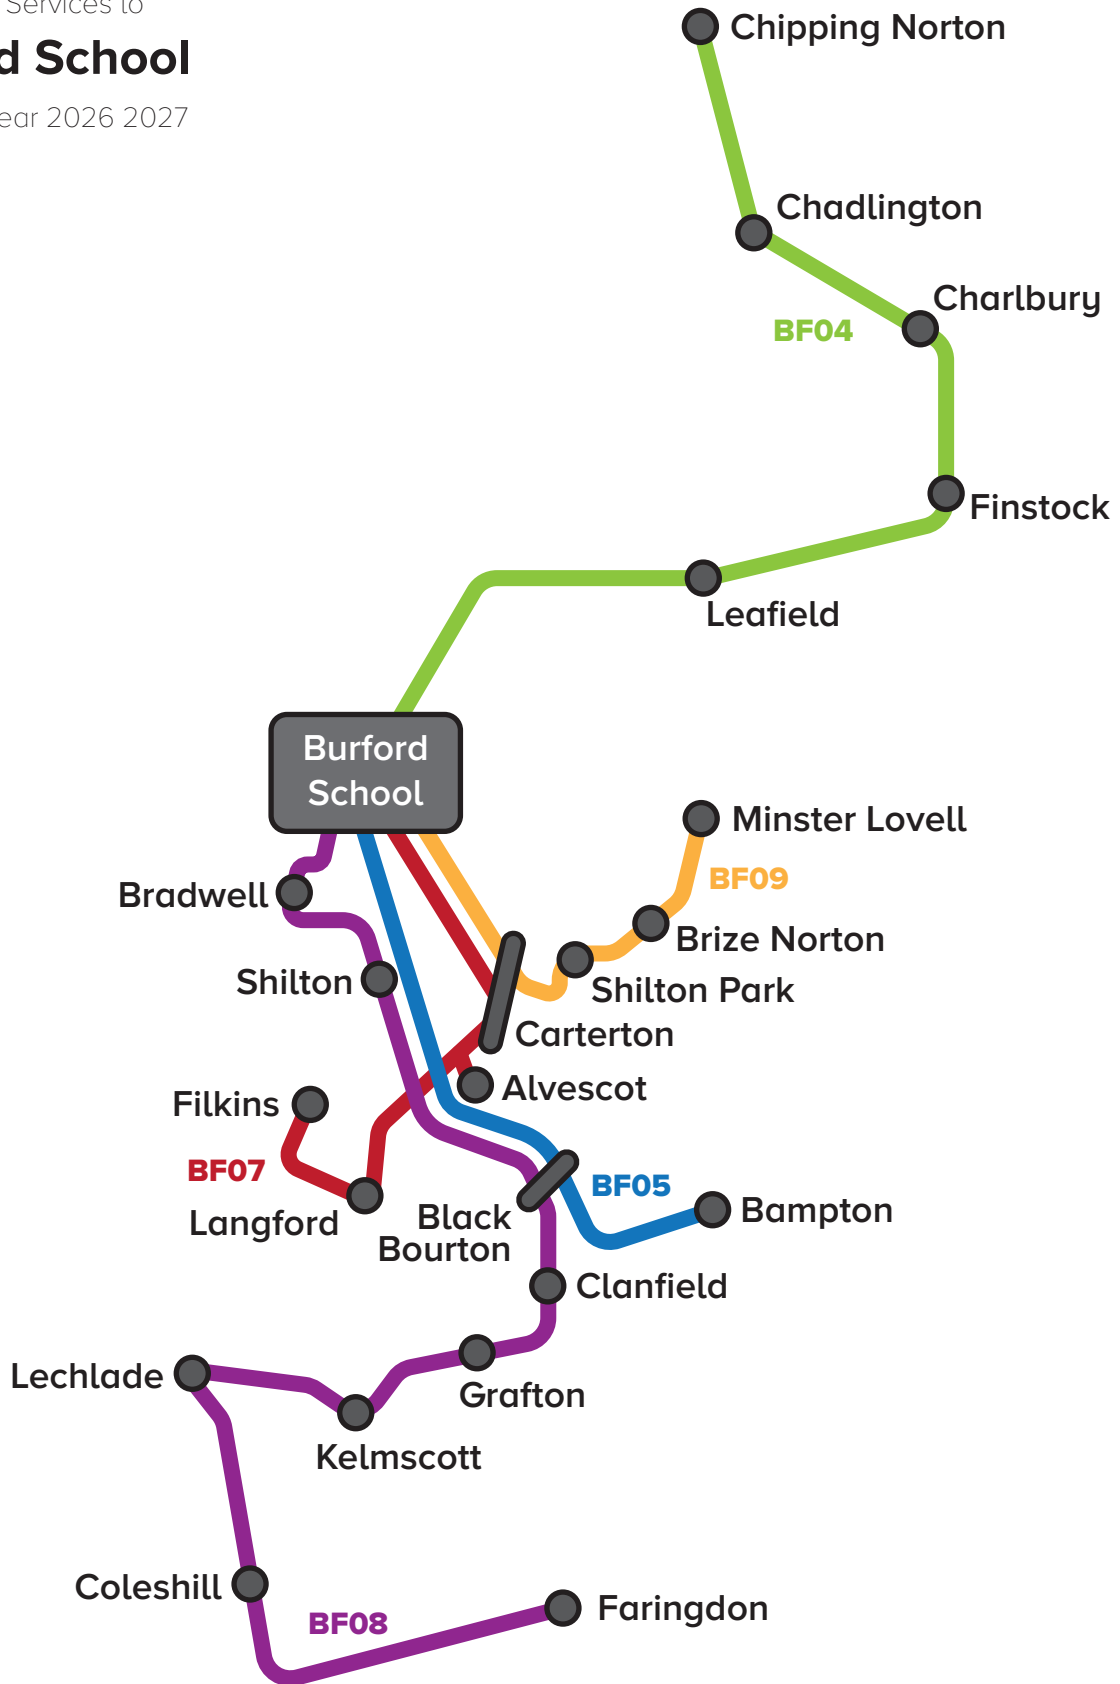 Services to
d School
ear 2026 2027
Chipping Norton
Chadlington
Charlbury
BF04
Finstock
Leafield
Burford
School
Minster Lovell
BF09
Bradwell
Brize Norton
Shilton
Shilton Park
Carterton
Alvescot
Filkins
BF07
Langford
BF05
Black
Bourton
Bampton
Clanfield
Lechlade
Grafton
Kelmscott
Coleshill
BF08
Faringdon